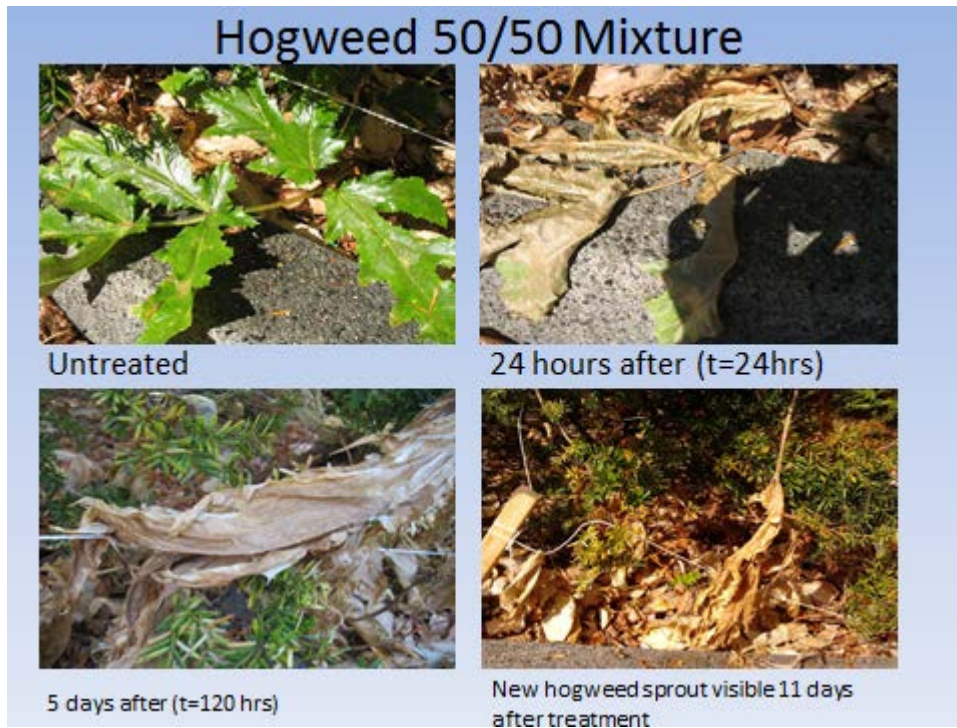 Hogweed 50/50 Mixture
Untreated
24 hours after (t=24hrs)
5 days after (t=120 hrs)
New hogweed sprout visible 11 days
after treatment